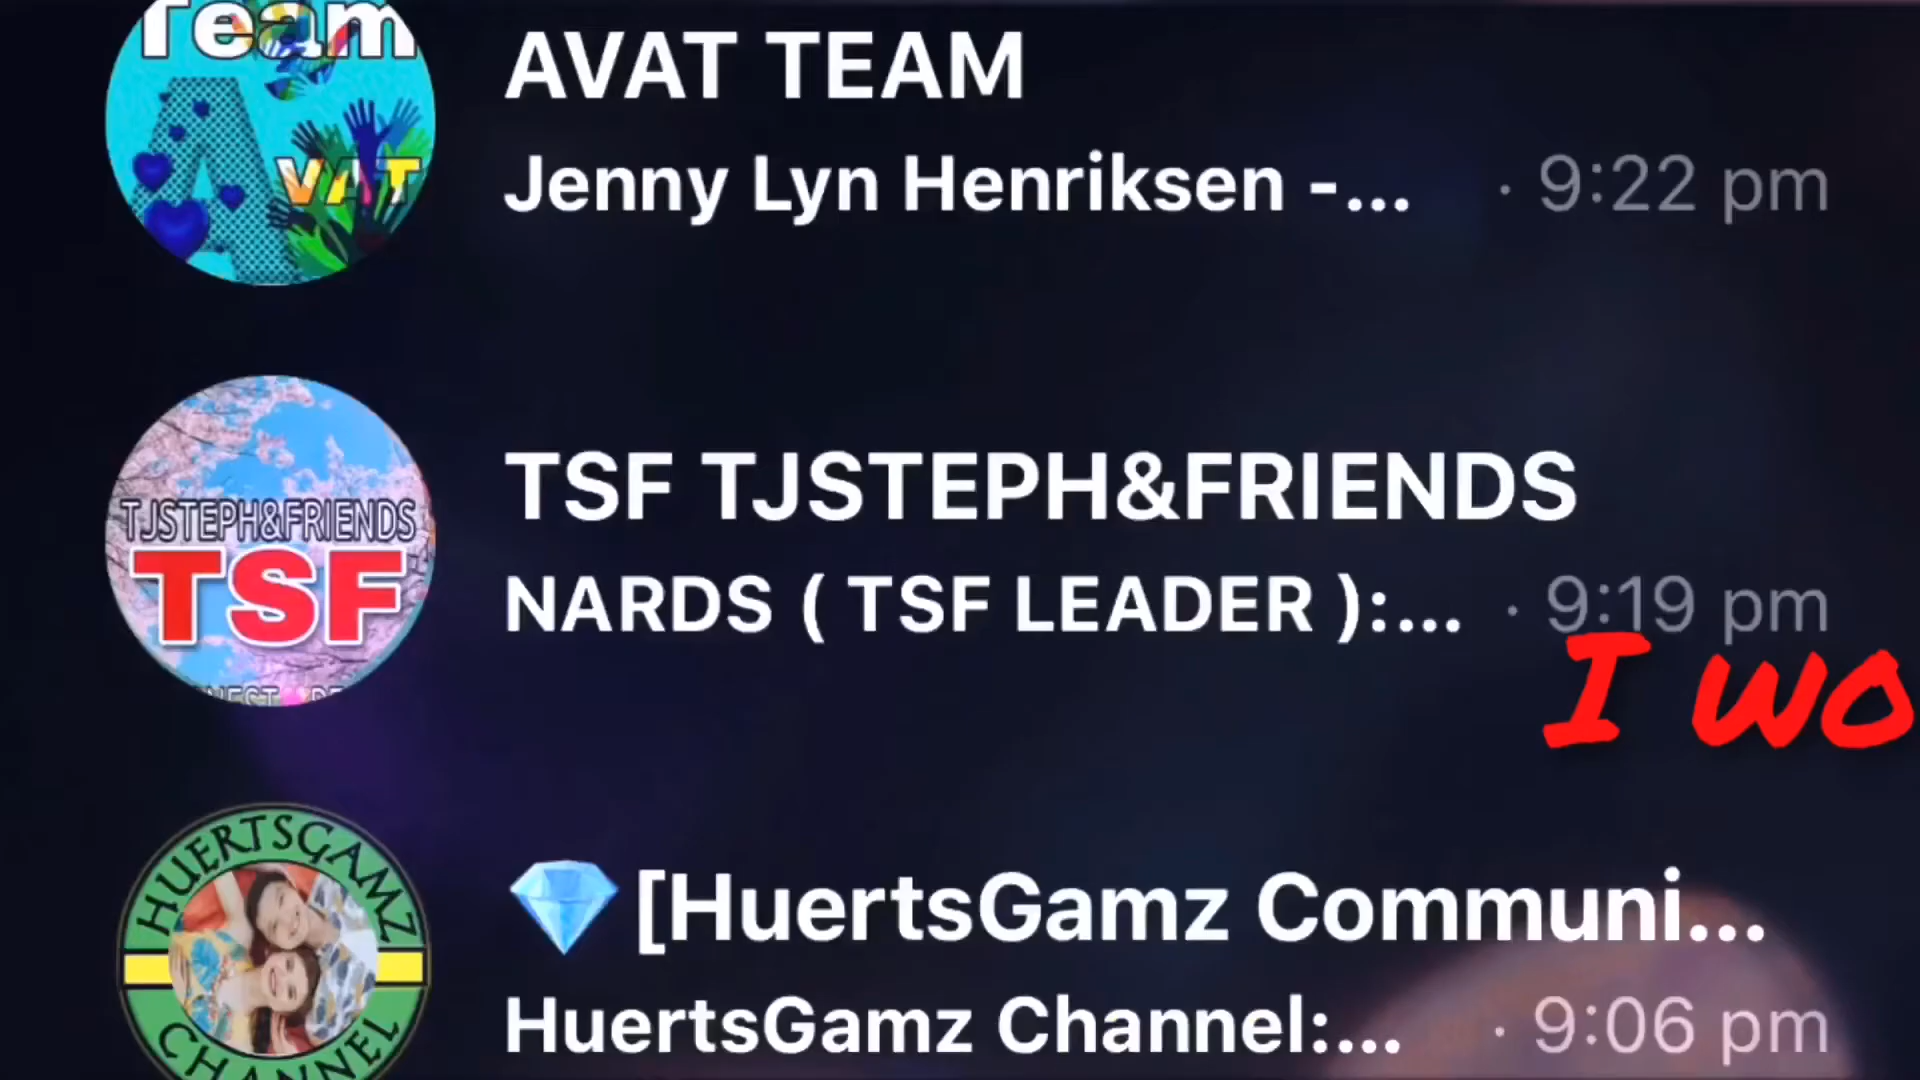 Team
A
VAT
AVAT TEAM
Jenny Lyn Henriksen -... · 9:22 pm
TJSTEPH&FRIENDS
TSF
TSF TJSTEPH&FRIENDS
NARDS ( TSF LEADER ):... · 9:19 pm
I wo
HUERTSGAMZ
CHANNEL
💎 [HuertsGamz Communi...
HuertsGamz Channel:... · 9:06 pm